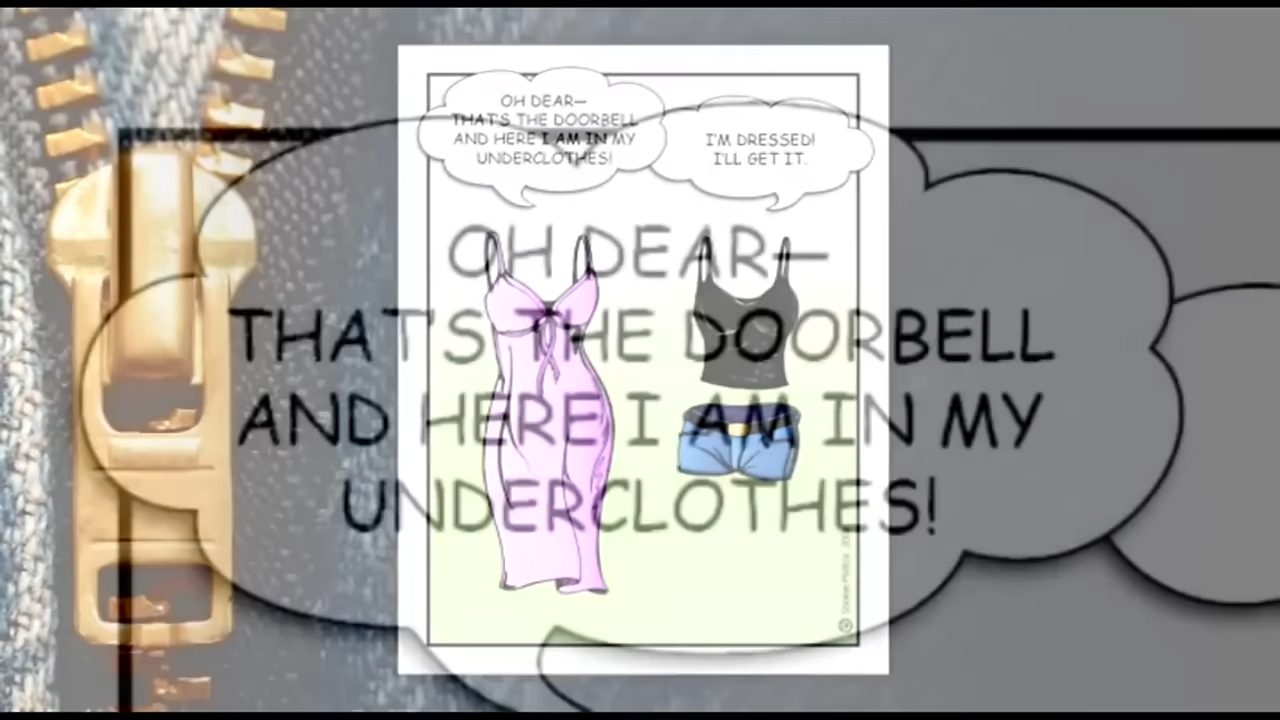 OH DEAR—
THAT'S THE DOORBELL
AND HERE I AM IN MY
UNDERCLOTHES!
I'M DRESSED!
I'LL GET IT.
OH DEAR—
THAT'S THE DOORBELL
AND HERE I AM IN MY
UNDERCLOTHES!